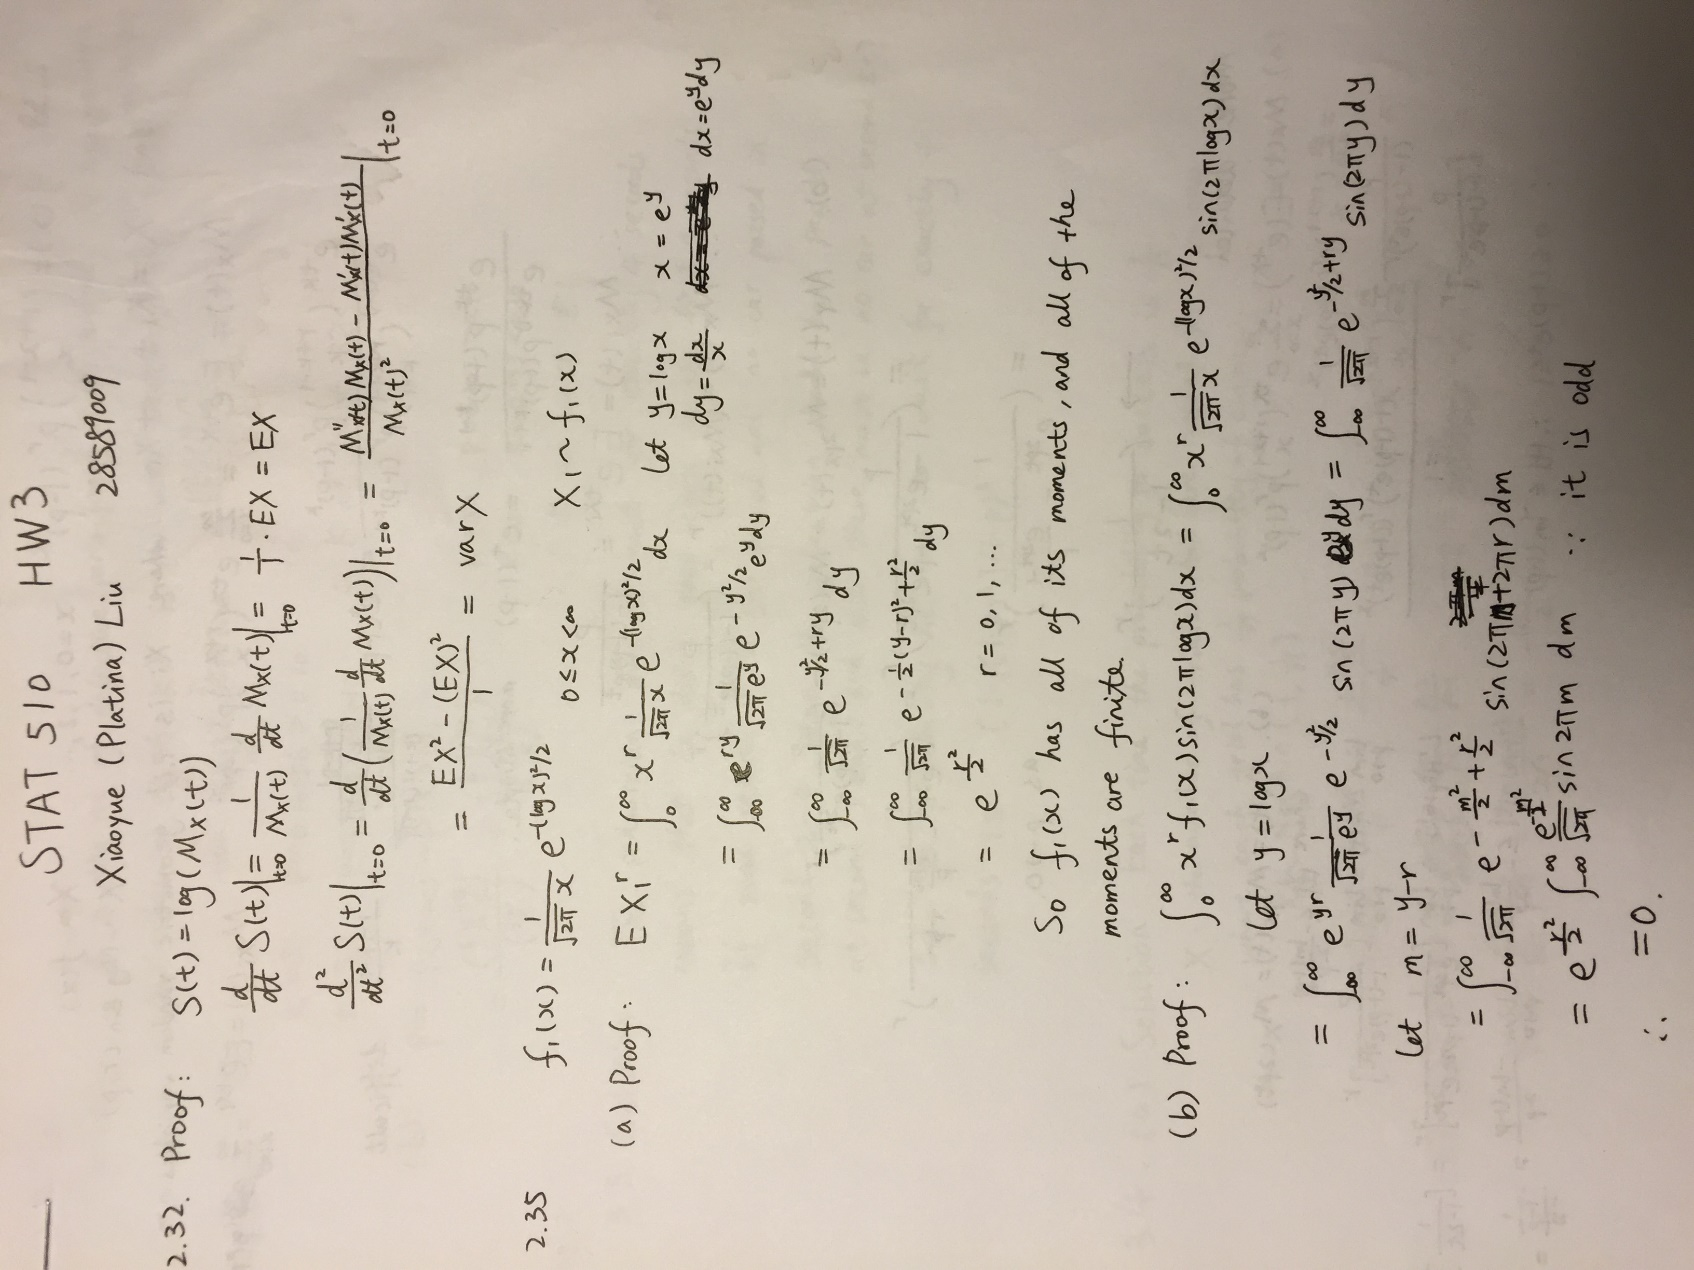 STAT 510 HW3
Xiaoyue (Platina) Liu 28589009
2.32. Proof: S(t) = log(Mx(t))
d/dt S(t)|t=0 = 1/Mx(t) d/dt Mx(t)|t=0 = 1/1 · EX = EX
d²/dt² S(t)|t=0 = d/dt (1/Mx(t) d/dt Mx(t))|t=0 = (M''x(t) Mx(t) - M'x(t) M'x(t))/Mx(t)² |t=0
= (EX² - (EX)²)/1 = var X
2.35 f₁(x) = 1/(√2π x) e^(-(log x)²/2) 0≤x<∞ X₁ ~ f₁(x)
(a) Proof: E X₁^r = ∫₀^∞ x^r 1/(√2π x) e^(-(log x)²/2) dx Let y = log x x = e^y
dy = dx/x dx = e^y dy
= ∫_-∞^∞ e^ry 1/(√2π e^y) e^(-y²/2) e^y dy
= ∫_-∞^∞ 1/√2π e^(-y²/2+ry) dy
= ∫_-∞^∞ 1/√2π e^(-½(y-r)²+r²/2) dy
= e^(r²/2) r = 0, 1, ...
So f₁(x) has all of its moments, and all of the
moments are finite.
(b) Proof: ∫₀^∞ x^r f₁(x) sin(2π log x) dx = ∫₀^∞ x^r 1/(√2π x) e^(-(log x)²/2) sin(2π log x) dx
Let y = log x
= ∫_-∞^∞ e^yr 1/(√2π e^y) e^(-y²/2) sin(2πy) e^y dy = ∫_-∞^∞ 1/√2π e^(-y²/2+ry) sin(2πy) dy
Let m = y-r
= ∫_-∞^∞ 1/√2π e^(-m²/2+r²/2) sin(2πm+2πr) dm
= e^(r²/2) ∫_-∞^∞ e^(-m²/2)/√2π sin 2πm dm ∵ it is odd
∴ = 0.